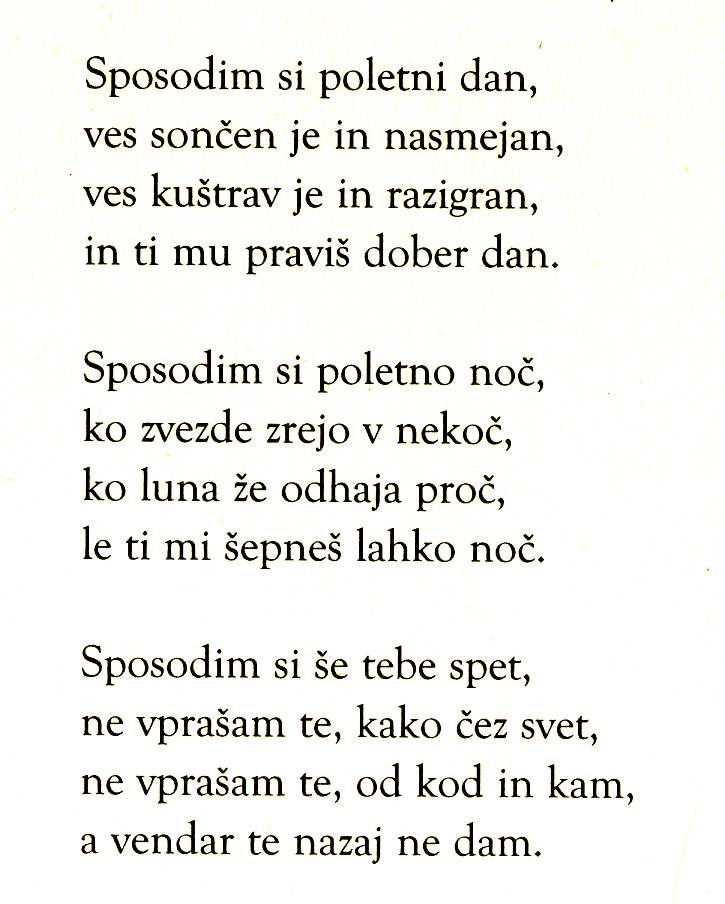 Sposodim si poletni dan,
ves sončen je in nasmejan,
ves kuštrav je in razigran,
in ti mu praviš dober dan.

Sposodim si poletno noč,
ko zvezde zrejo v nekoč,
ko luna že odhaja proč,
le ti mi šepneš lahko noč.

Sposodim si še tebe spet,
ne vprašam te, kako čez svet,
ne vprašam te, od kod in kam,
a vendar te nazaj ne dam.